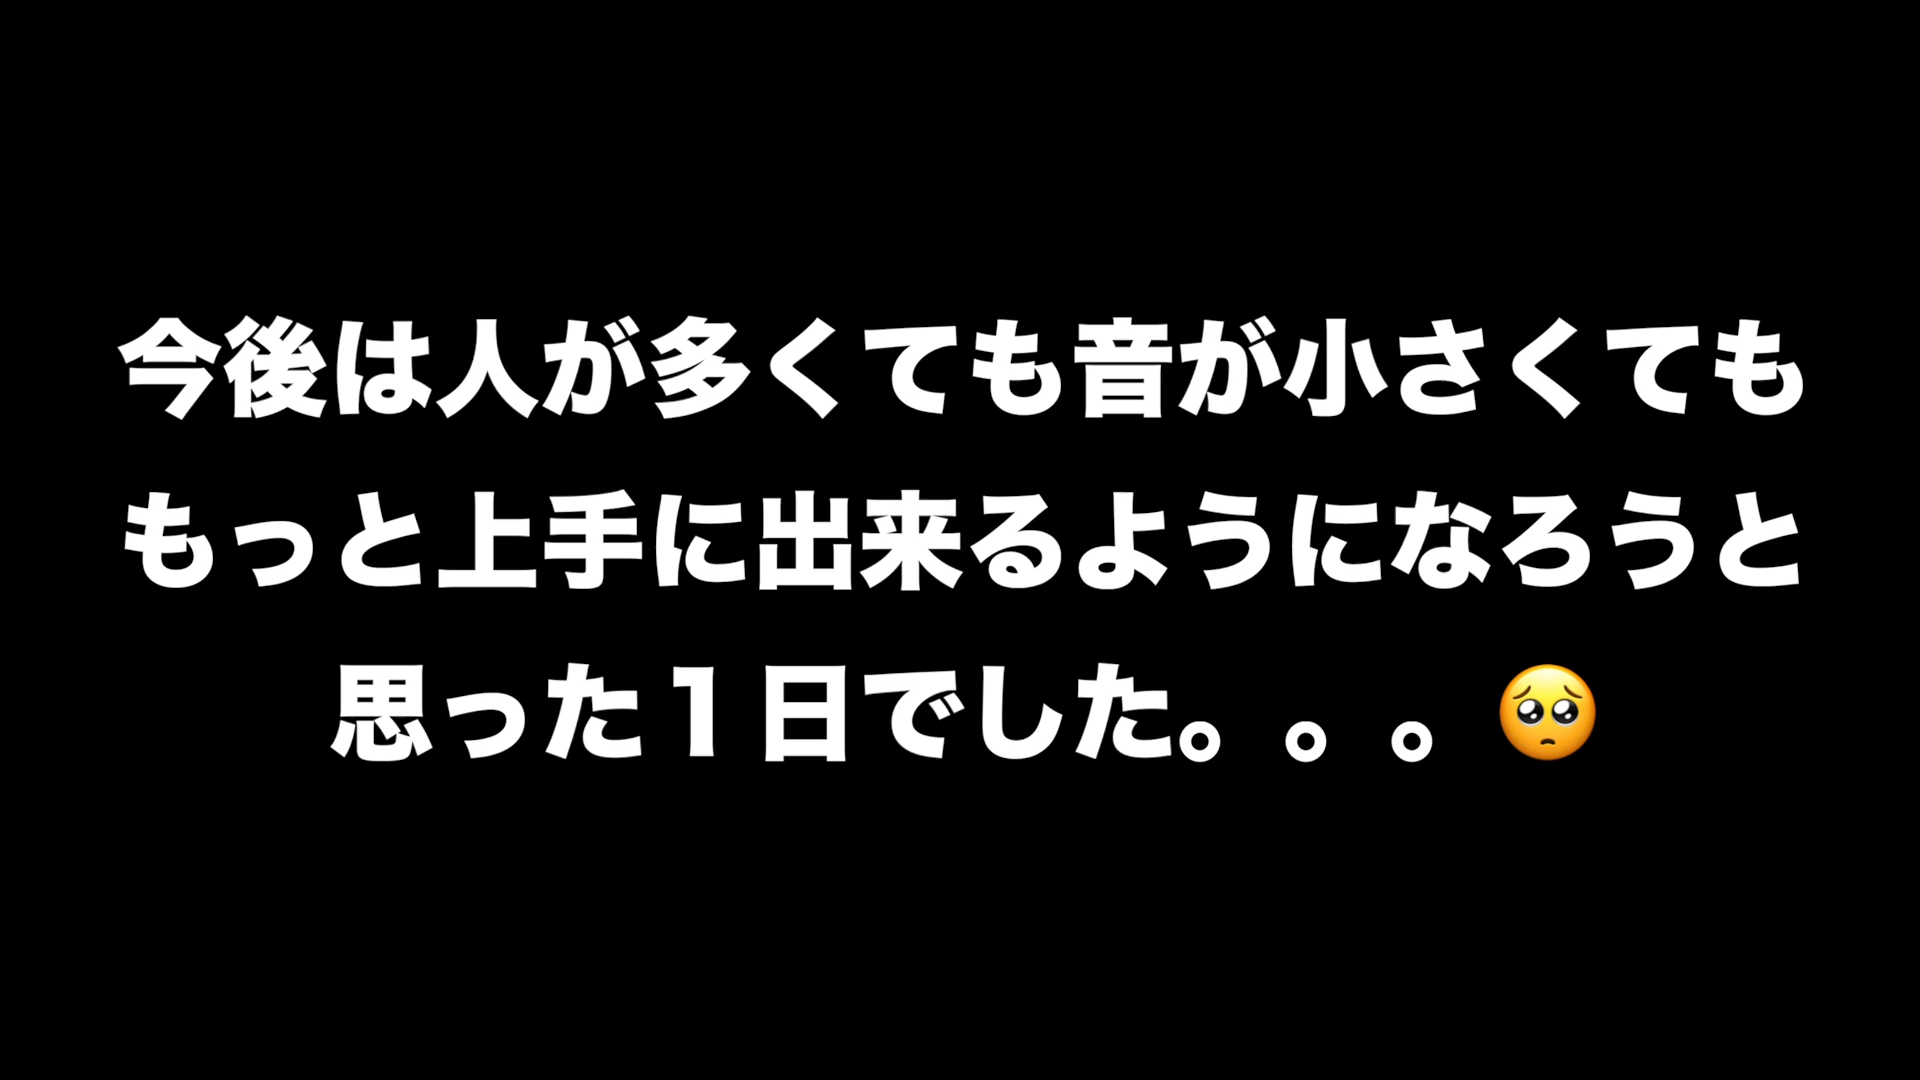 今後は人が多くても音が小さくても
もっと上手に出来るようになろうと
思った１日でした。。。🥺